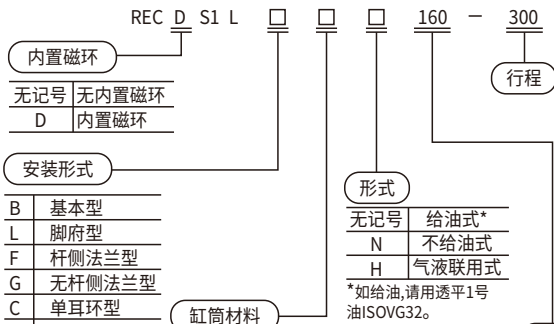 REC D S1 L □ □ □ 160 － 300
内置磁环
行程
无记号 无内置磁环
D 内置磁环
安装形式
形式
B 基本型
L 脚府型
F 杆侧法兰型
G 无杆侧法兰型
C 单耳环型
无记号 给油式*
N 不给油式
H 气液联用式
*如给油,请用透平1号
油ISOVG32。
缸筒材料